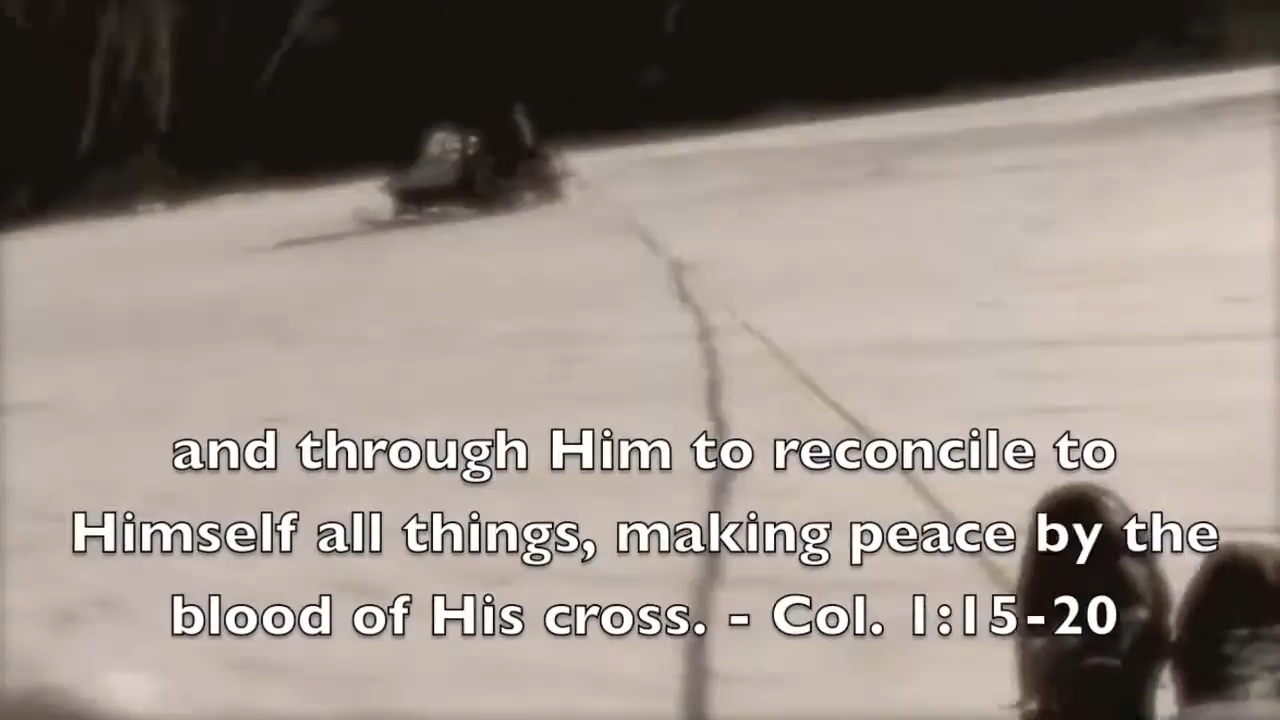 and through Him to reconcile to
Himself all things, making peace by the
blood of His cross. - Col. 1:15-20